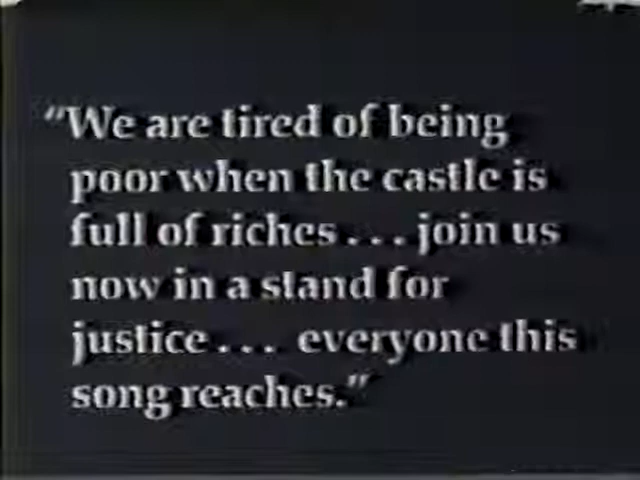 “We are tired of being
poor when the castle is
full of riches . . . join us
now in a stand for
justice . . . everyone this
song reaches.”